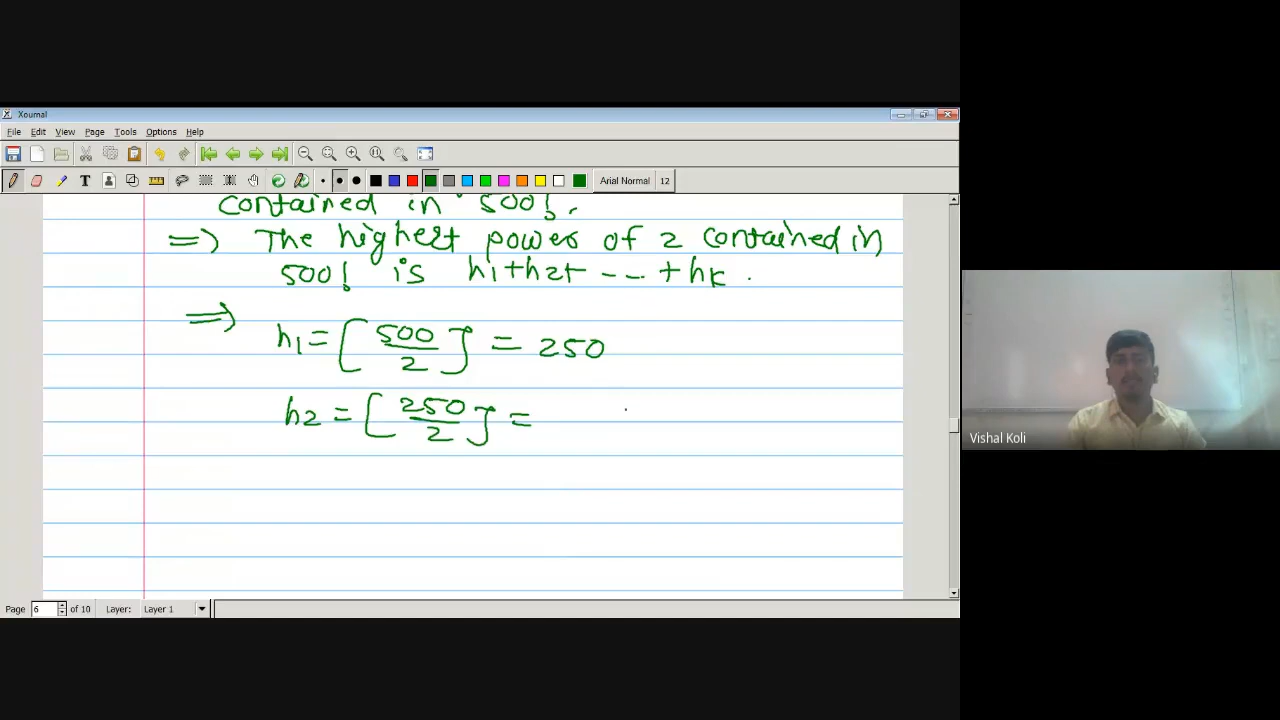 Xournal
File Edit View Page Tools Options Help
Arial Normal 12
contained in 500!.
=> The highest power of 2 contained in
500! is h1+h2+ -- .. + hk .
=> h1 = [ 500/2 ] = 250
h2 = [ 250/2 ] =
Vishal Koli
Page 6 of 10 Layer: Layer 1